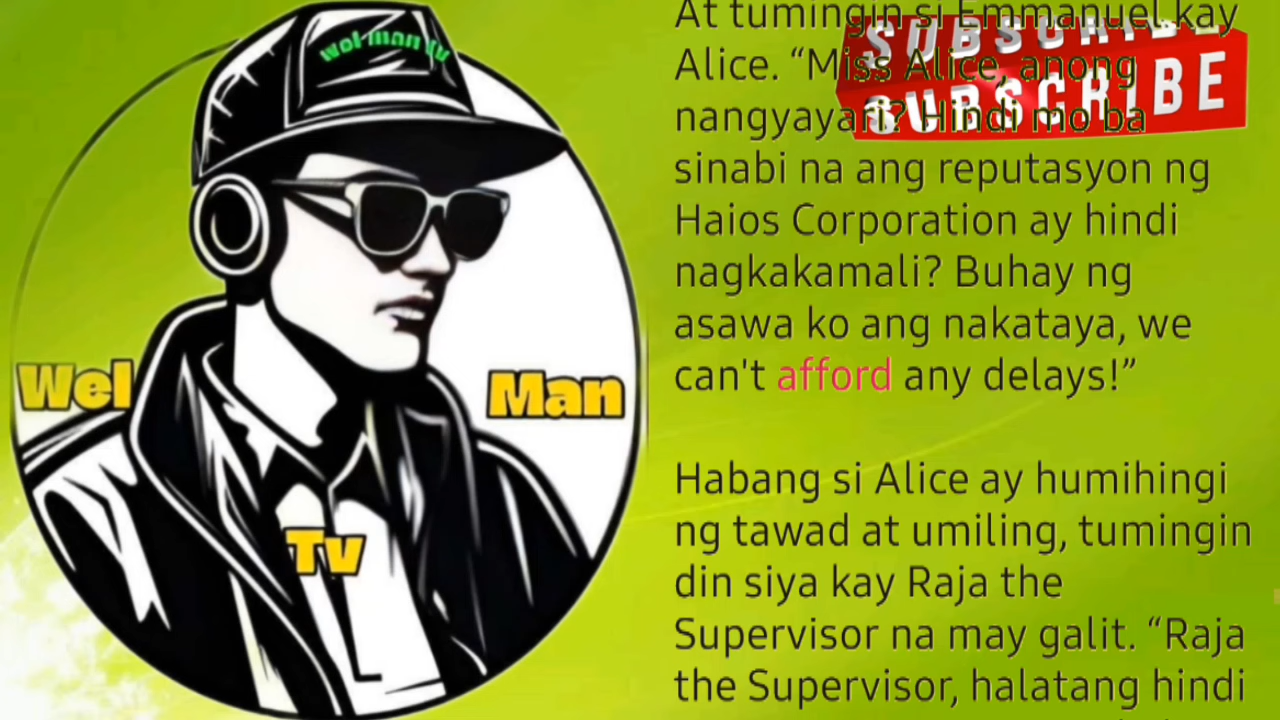 wol man tv
Wel
Man
Tv
SUBSCRIBE
SUBSCRIBE
At tumingin si Emmanuel kay
Alice. “Miss Alice, anong
nangyayari? Hindi mo ba
sinabi na ang reputasyon ng
Haios Corporation ay hindi
nagkakamali? Buhay ng
asawa ko ang nakataya, we
can't afford any delays!”
Habang si Alice ay humihingi
ng tawad at umiling, tumingin
din siya kay Raja the
Supervisor na may galit. “Raja
the Supervisor, halatang hindi